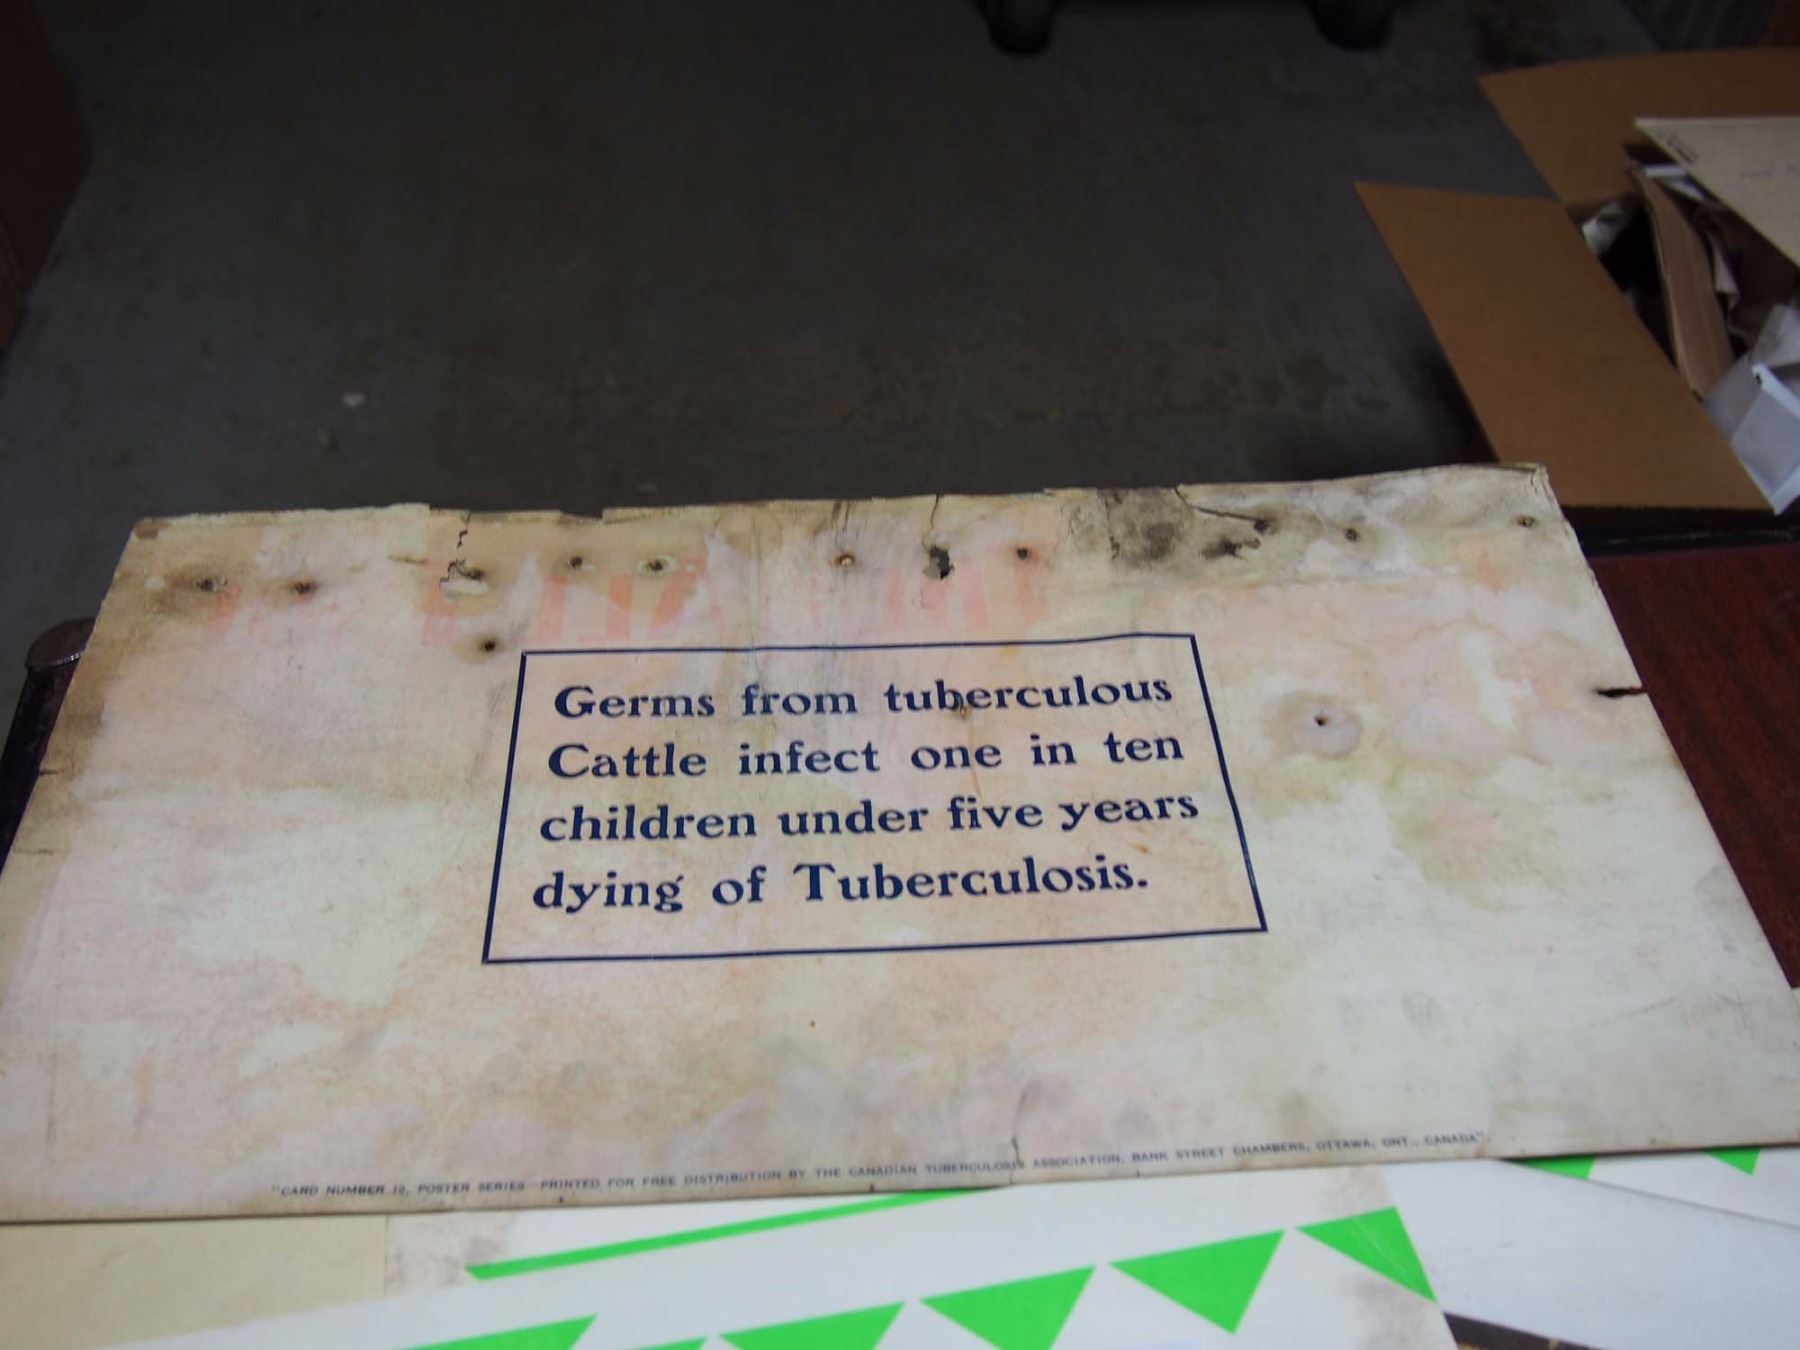 Germs from tuberculous
Cattle infect one in ten
children under five years
dying of Tuberculosis.
"CARD NUMBER 10, POSTER SERIES—PRINTED FOR FREE DISTRIBUTION BY THE CANADIAN TUBERCULOSIS ASSOCIATION, BANK STREET CHAMBERS, OTTAWA, ONT., CANADA".